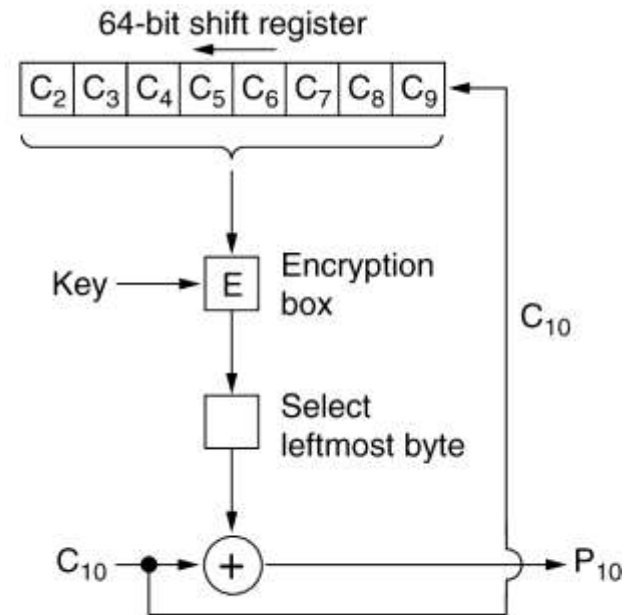 64-bit shift register
C₂ C₃ C₄ C₅ C₆ C₇ C₈ C₉
Key
E
Encryption
box
C₁₀
Select
leftmost byte
C₁₀
+
P₁₀